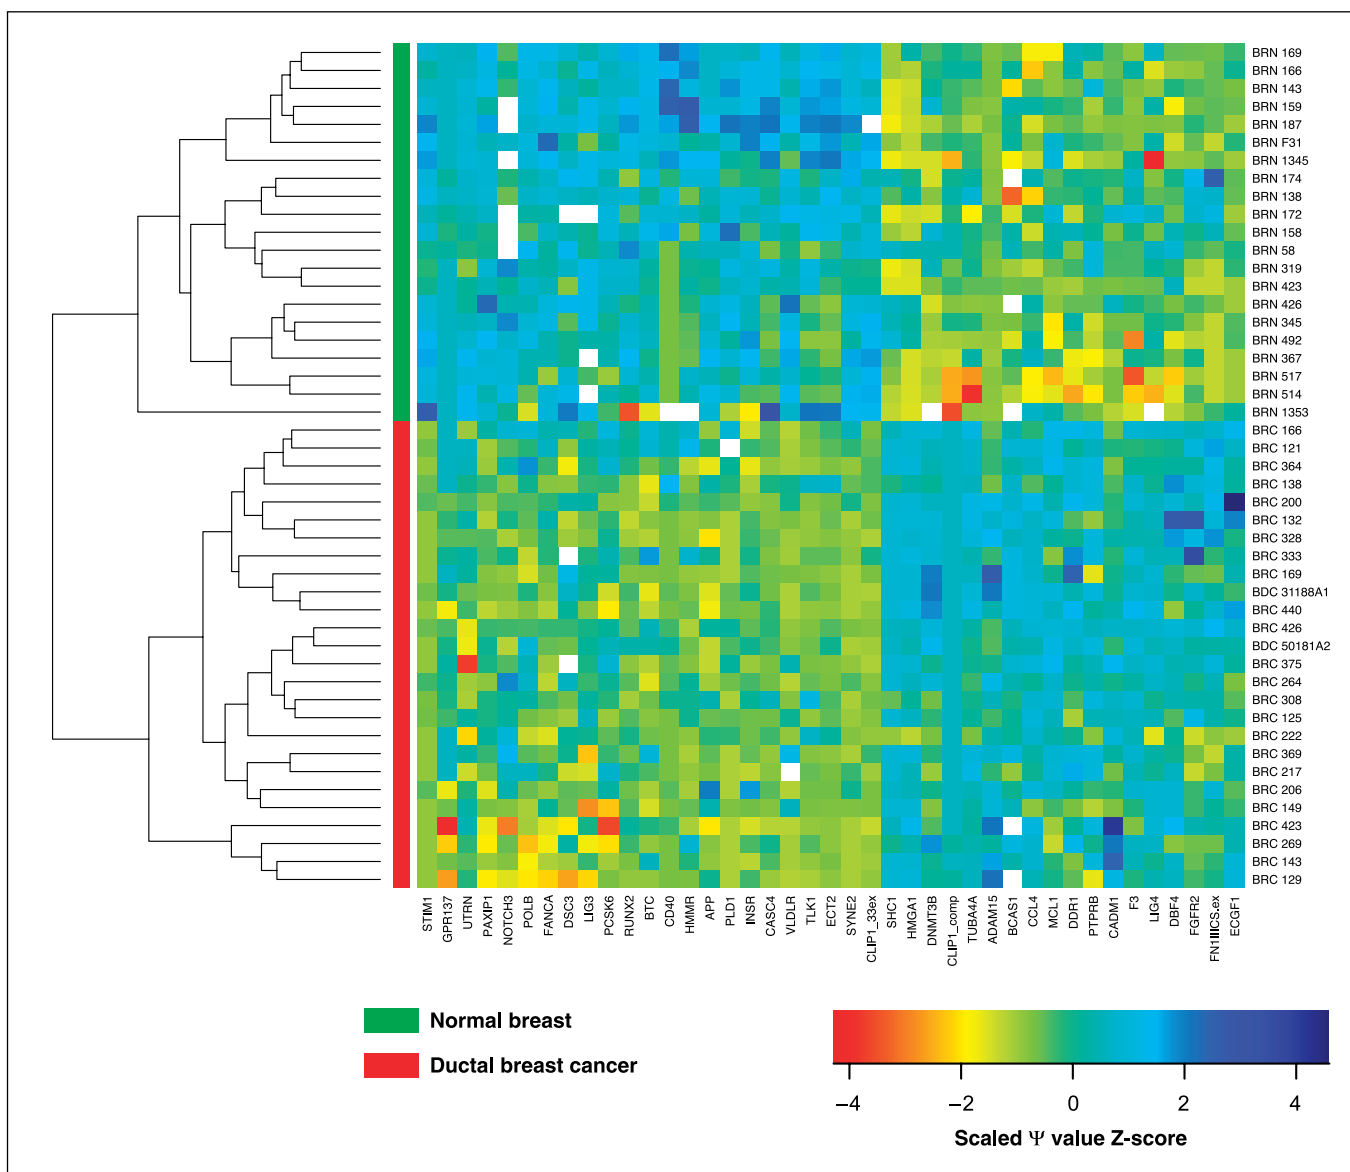 BRN 169
BRN 166
BRN 143
BRN 159
BRN 187
BRN F31
BRN 1345
BRN 174
BRN 138
BRN 172
BRN 158
BRN 58
BRN 319
BRN 423
BRN 426
BRN 345
BRN 492
BRN 367
BRN 517
BRN 514
BRN 1353
BRC 166
BRC 121
BRC 364
BRC 138
BRC 200
BRC 132
BRC 328
BRC 333
BRC 169
BDC 31188A1
BRC 440
BRC 426
BDC 50181A2
BRC 375
BRC 264
BRC 308
BRC 125
BRC 222
BRC 369
BRC 217
BRC 206
BRC 149
BRC 423
BRC 269
BRC 143
BRC 129
STIM1
GPR137
UTRN
PAXIP1
NOTCH3
POLB
FANCA
DSC3
LIG3
PCSK6
RUNX2
BTC
CD40
HMMR
APP
PLD1
INSR
CASC4
VLDLR
TLK1
ECT2
SYNE2
CLIP1_33ex
SHC1
HMGA1
DNMT3B
CLIP1_comp
TUBA4A
ADAM15
BCAS1
CCL4
MCL1
DDR1
PTPRB
CADM1
F3
LIG4
DBF4
FGFR2
FN1IIICS.ex
ECGF1
Normal breast
Ductal breast cancer
−4 −2 0 2 4
Scaled Ψ value Z-score